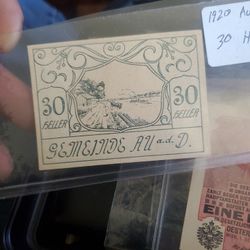 1920 Au
30 H
30 HELLER
30 HELLER
GEMEINDE AU a.d. D.
EINE